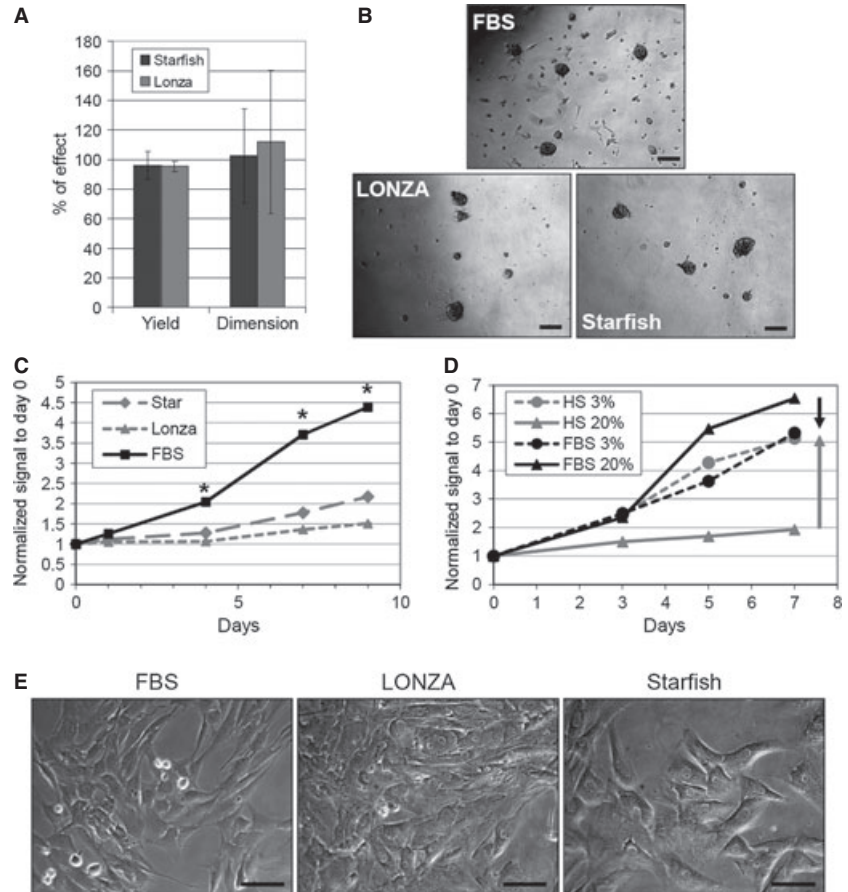 A
% of effect
180
160
140
120
100
80
60
40
20
0
Starfish
Lonza
Yield
Dimension
B
FBS
LONZA
Starfish
C
Normalized signal to day 0
5
4.5
4
3.5
3
2.5
2
1.5
1
0.5
0
Star
Lonza
FBS
*
*
*
0 5 10
Days
D
Normalized signal to day 0
7
6
5
4
3
2
1
0
HS 3%
HS 20%
FBS 3%
FBS 20%
0 1 2 3 4 5 6 7 8
Days
E
FBS LONZA Starfish